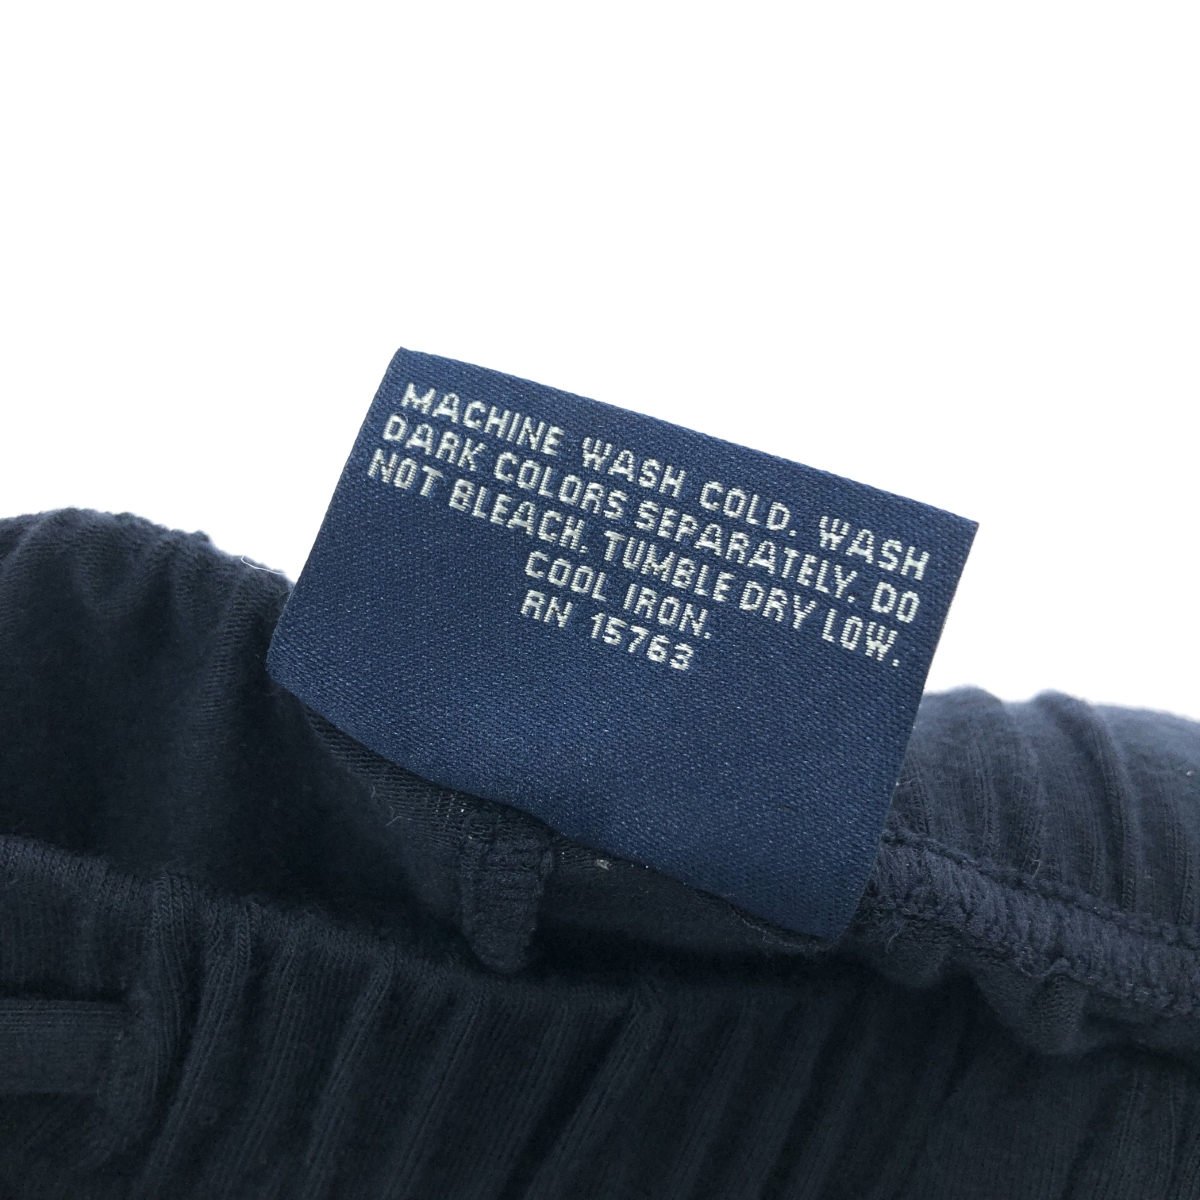 MACHINE WASH COLD. WASH
DARK COLORS SEPARATELY. DO
NOT BLEACH. TUMBLE DRY LOW.
COOL IRON.
RN 15763